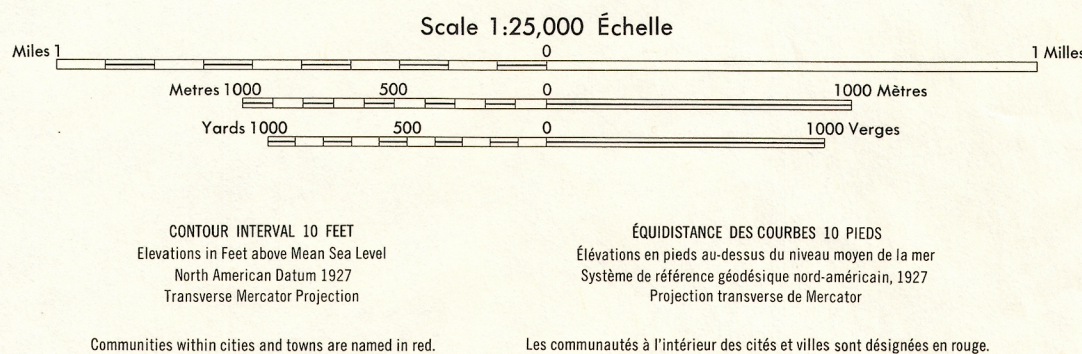 Scale 1:25,000 Échelle
Miles 1 0 1 Milles
Metres 1000 500 0 1000 Mètres
Yards 1000 500 0 1000 Verges
CONTOUR INTERVAL 10 FEET
Elevations in Feet above Mean Sea Level
North American Datum 1927
Transverse Mercator Projection
ÉQUIDISTANCE DES COURBES 10 PIEDS
Élévations en pieds au-dessus du niveau moyen de la mer
Système de référence géodésique nord-américain, 1927
Projection transverse de Mercator
Communities within cities and towns are named in red.
Les communautés à l'intérieur des cités et villes sont désignées en rouge.